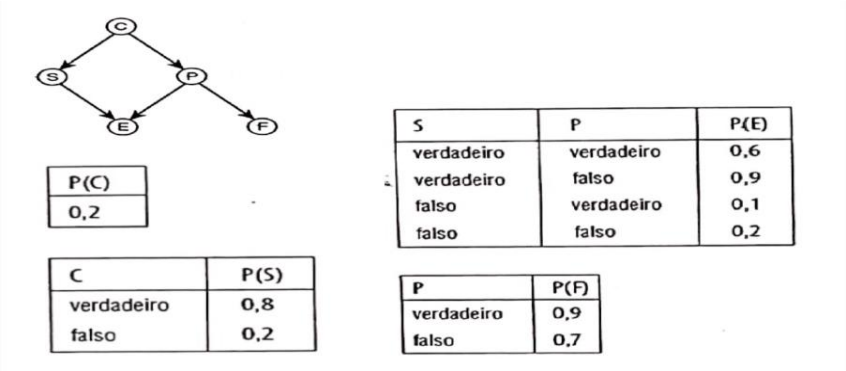 C
S P
E F
P(C)
0,2
C P(S)
verdadeiro 0,8
falso 0,2
S P P(E)
verdadeiro verdadeiro 0,6
verdadeiro falso 0,9
falso verdadeiro 0,1
falso falso 0,2
P P(F)
verdadeiro 0,9
falso 0,7